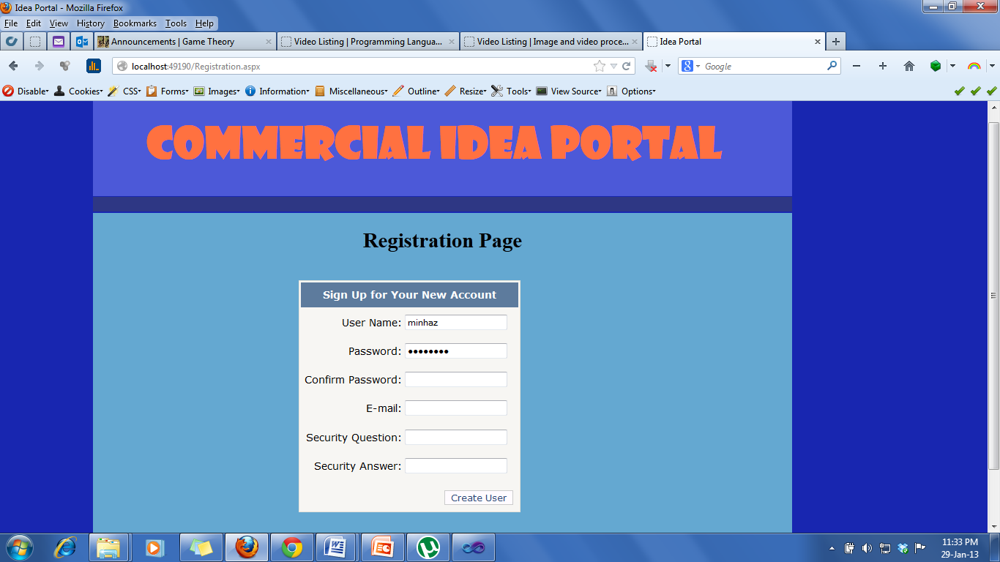 Idea Portal - Mozilla Firefox
File Edit View History Bookmarks Tools Help
Announcements | Game Theory Video Listing | Programming Langua... Video Listing | Image and video proce... Idea Portal
localhost:49190/Registration.aspx Google
Disable Cookies CSS Forms Images Information Miscellaneous Outline Resize Tools View Source Options
COMMERCIAL IDEA PORTAL
Registration Page
Sign Up for Your New Account
User Name: minhaz
Password: ••••••••
Confirm Password:
E-mail:
Security Question:
Security Answer:
Create User
11:33 PM
29-Jan-13